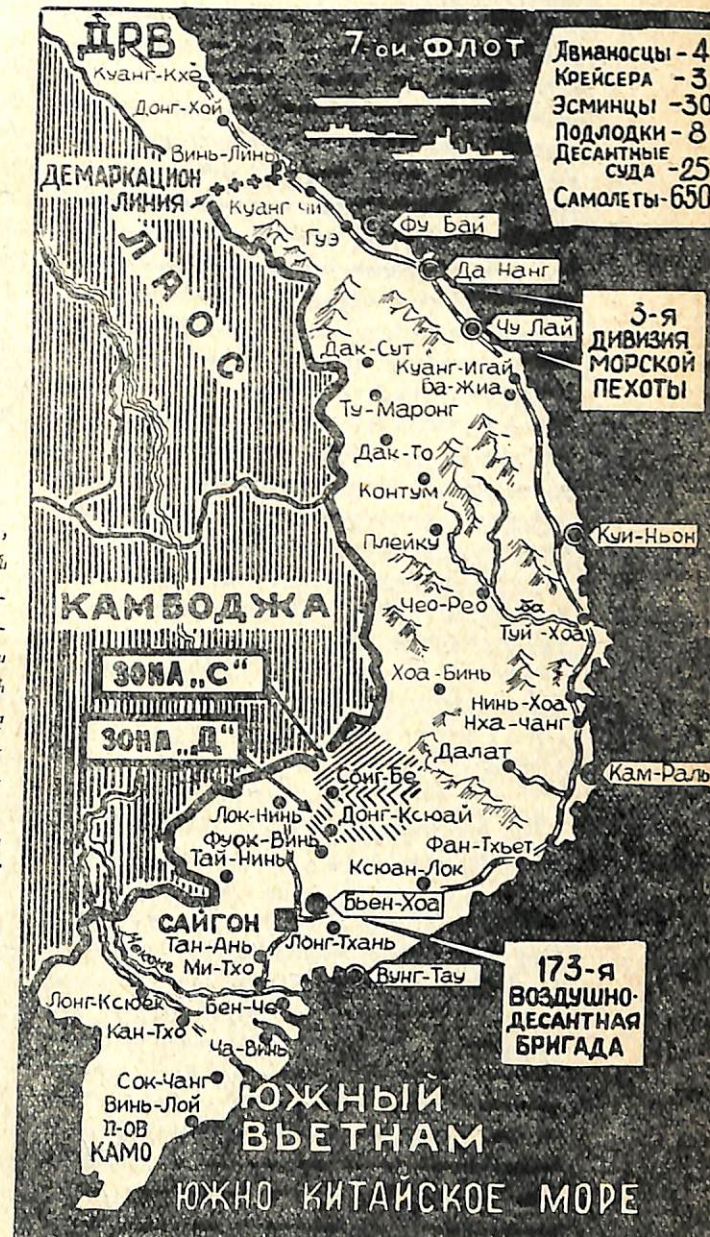 ДРВ
7-ой ФЛОТ
Авианосцы - 4
Крейсера - 3
Эсминцы - 30
Подлодки - 8
Десантные
суда - 25
Самолеты - 650
Куанг-Кхе
Донг-Хой
Винь-Линь
ДЕМАРКАЦИОН
ЛИНИЯ
Куанг Чи
Гуэ
Фу Бай
ЛАОС
Да Нанг
Чу Лай
3-я
ДИВИЗИЯ
МОРСКОЙ
ПЕХОТЫ
Дак-Сут
Куанг-Нгай
Ба-Жиа
Ту-Маронг
Дак-То
Контум
Плейку
Куи-Ньон
КАМБОДЖА
Чео-Рео
Ба
Туй-Хоа
ЗОНА „С"
Хоа-Бинь
Нинь-Хоа
Нха-Чанг
ЗОНА „Д"
Далат
Кам-Рань
Сонг-Бе
Лок-Нинь
Донг-Ксюай
Фуок-Винь
Фан-Тхьет
Тай-Нинь
Ксюан-Лок
Бьен-Хоа
САЙГОН
Лонг-Тхань
Меконг
Тан-Ань
Ми-Тхо
Вунг-Тау
173-я
ВОЗДУШНО-
ДЕСАНТНАЯ
БРИГАДА
Лонг-Ксюек
Бен-Че
Кан-Тхо
Ча-Винь
Сок-Чанг
Винь-Лой
П-ОВ
КАМО
ЮЖНЫЙ
ВЬЕТНАМ
ЮЖНО КИТАЙСКОЕ МОРЕ